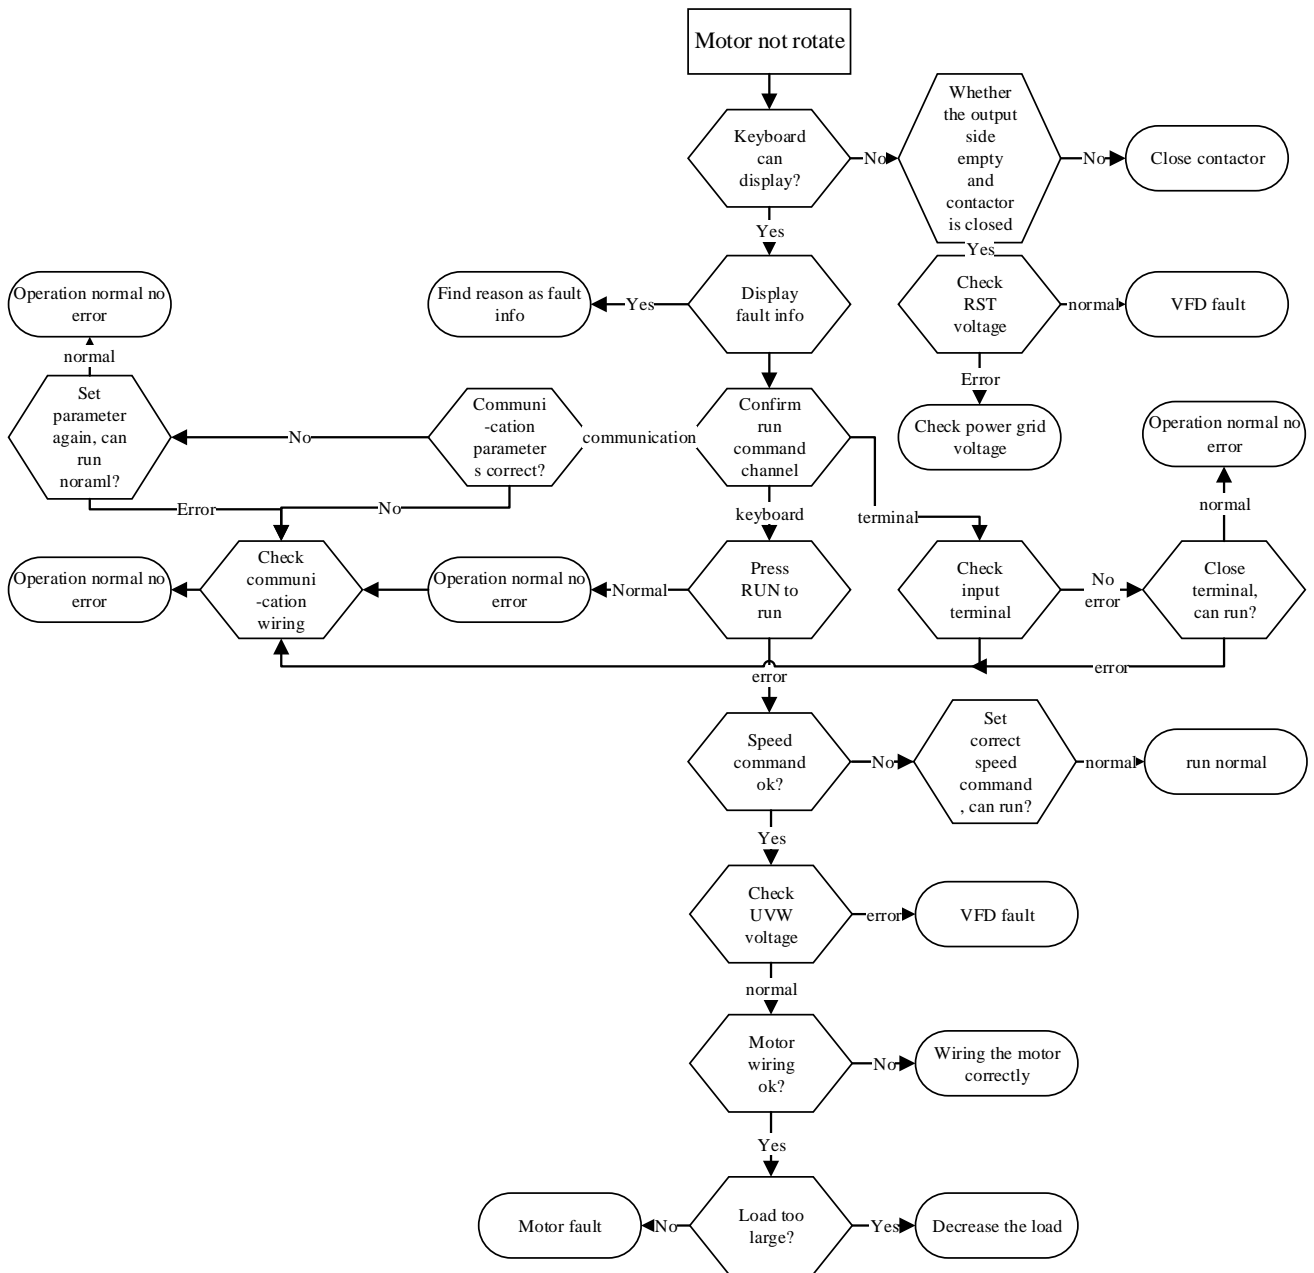 Motor not rotate
Keyboard
can
display?
No
Whether
the output
side
empty
and
contactor
is closed
No
Close contactor
Yes
Yes
Operation normal no
error
Find reason as fault
info
Yes
Display
fault info
Check
RST
voltage
normal
VFD fault
normal
Error
Set
parameter
again, can
run
noraml?
No
Communi
-cation
parameter
s correct?
communication
Confirm
run
command
channel
Check power grid
voltage
Operation normal no
error
Error
No
keyboard
terminal
normal
Operation normal no
error
Check
communi
-cation
wiring
Operation normal no
error
Normal
Press
RUN to
run
Check
input
terminal
No
error
Close
terminal,
can run?
error
error
Speed
command
ok?
No
Set
correct
speed
command
, can run?
normal
run normal
Yes
Check
UVW
voltage
error
VFD fault
normal
Motor
wiring
ok?
No
Wiring the motor
correctly
Yes
Motor fault
No
Load too
large?
Yes
Decrease the load